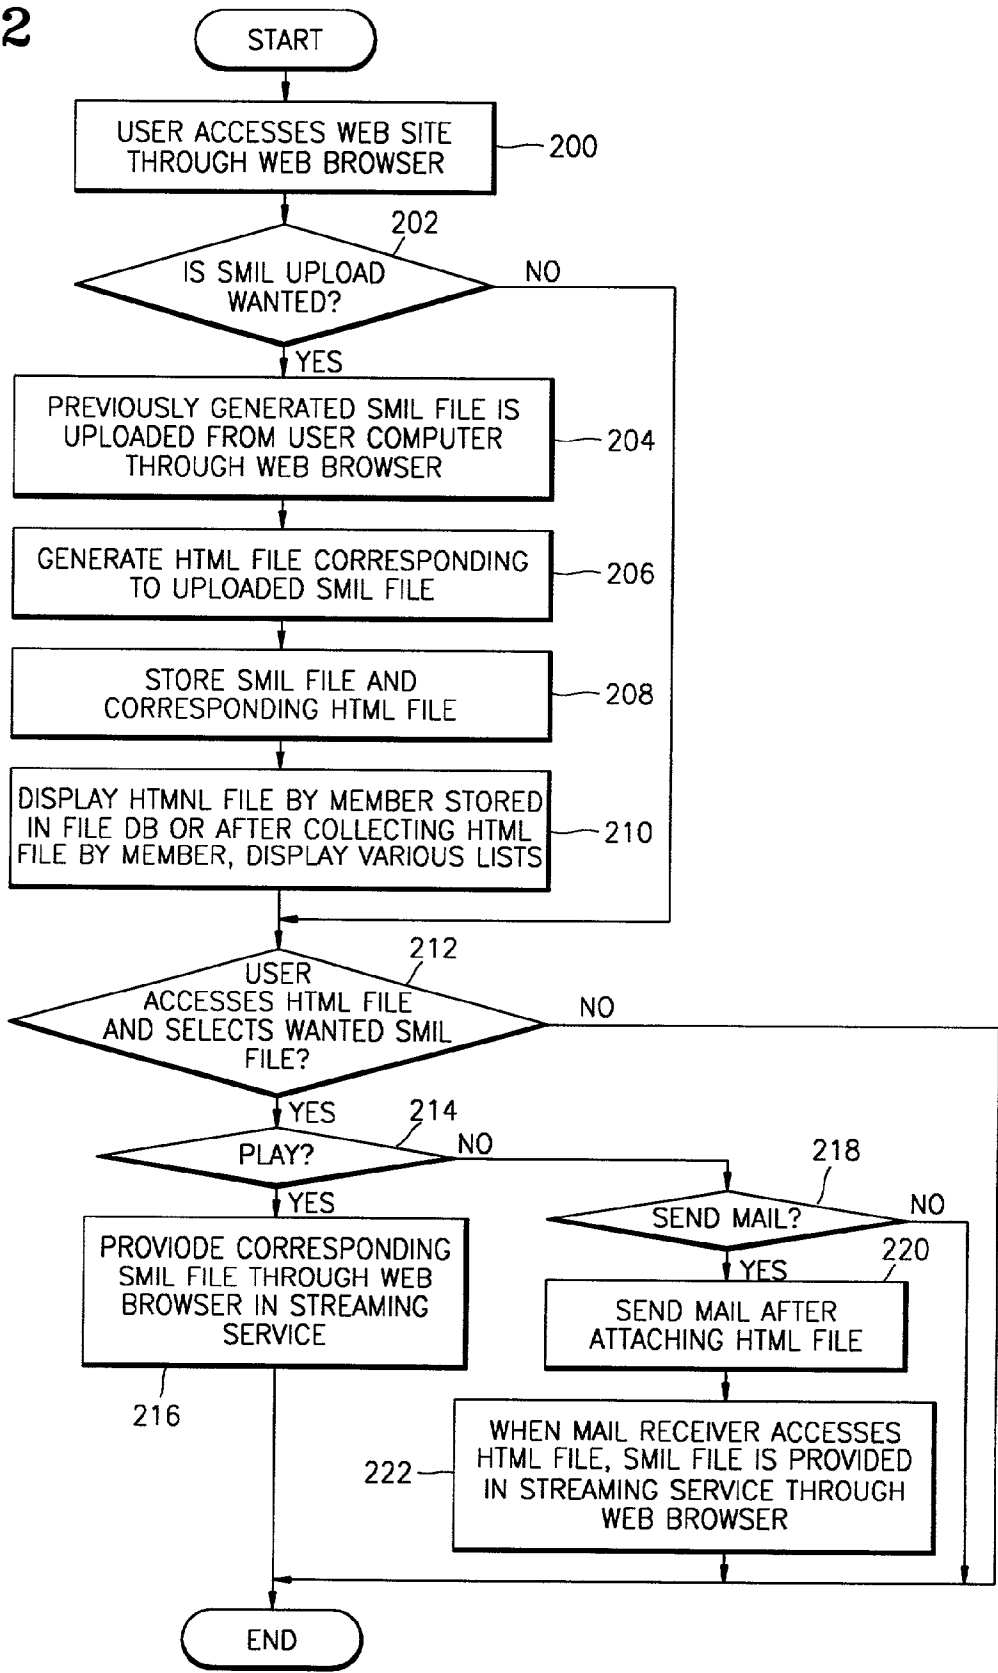 2
START
USER ACCESSES WEB SITE
THROUGH WEB BROWSER
200
202
IS SMIL UPLOAD
WANTED?
NO
YES
PREVIOUSLY GENERATED SMIL FILE IS
UPLOADED FROM USER COMPUTER
THROUGH WEB BROWSER
204
GENERATE HTML FILE CORRESPONDING
TO UPLOADED SMIL FILE
206
STORE SMIL FILE AND
CORRESPONDING HTML FILE
208
DISPLAY HTMNL FILE BY MEMBER STORED
IN FILE DB OR AFTER COLLECTING HTML
FILE BY MEMBER, DISPLAY VARIOUS LISTS
210
212
USER
ACCESSES HTML FILE
AND SELECTS WANTED SMIL
FILE?
NO
YES
214
PLAY?
NO
YES
218
SEND MAIL?
NO
YES
220
PROVIODE CORRESPONDING
SMIL FILE THROUGH WEB
BROWSER IN STREAMING
SERVICE
216
SEND MAIL AFTER
ATTACHING HTML FILE
WHEN MAIL RECEIVER ACCESSES
HTML FILE, SMIL FILE IS PROVIDED
IN STREAMING SERVICE THROUGH
WEB BROWSER
222
END